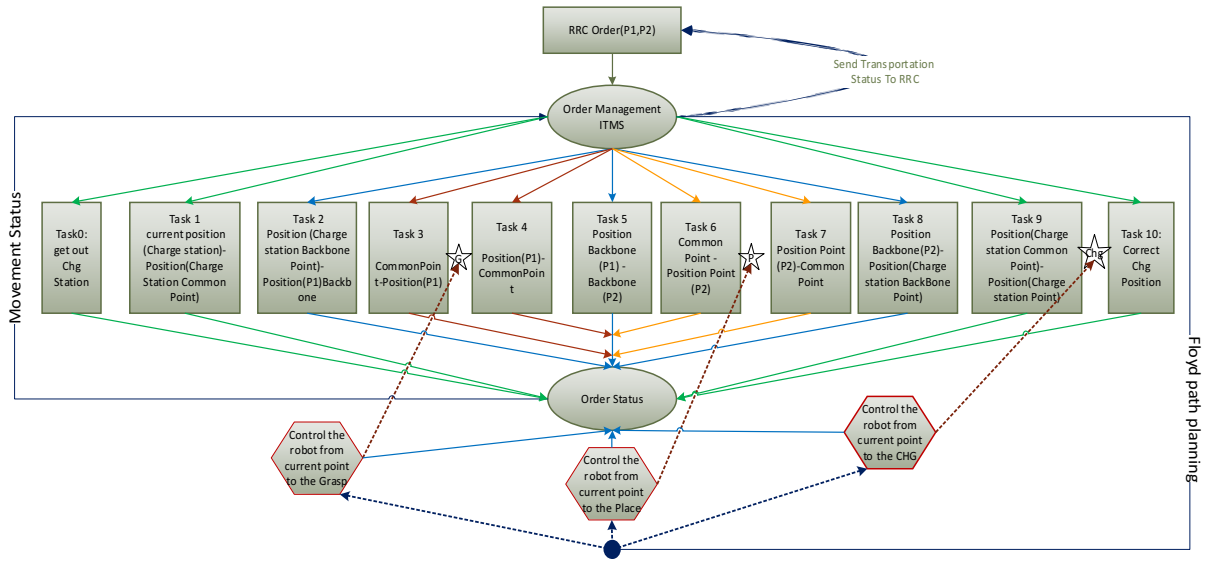 RRC Order(P1,P2)
Send Transportation
Status To RRC
Order Management
ITMS
Movement Status
Task0:
get out
Chg
Station
Task 1
current position
(Charge station)-
Position(Charge
Station Common
Point)
Task 2
Position (Charge
station Backbone
Point)-
Position(P1)Backb
one
Task 3
CommonPoin
t-Position(P1)
G
Task 4
Position(P1)-
CommonPoin
t
Task 5
Position
Backbone
(P1) -
Backbone
(P2)
Task 6
Common
Point -
Position Point
(P2)
P
Task 7
Position Point
(P2)-Common
Point
Task 8
Position
Backbone(P2)-
Position(Charge
station BackBone
Point)
Task 9
Position(Charge
station Common
Point)-
Position(Charge
station Point)
Chg
Task 10:
Correct
Chg
Position
Floyd path planning
Order Status
Control the
robot from
current point
to the Grasp
Control the
robot from
current point
to the Place
Control the
robot from
current point
to the CHG